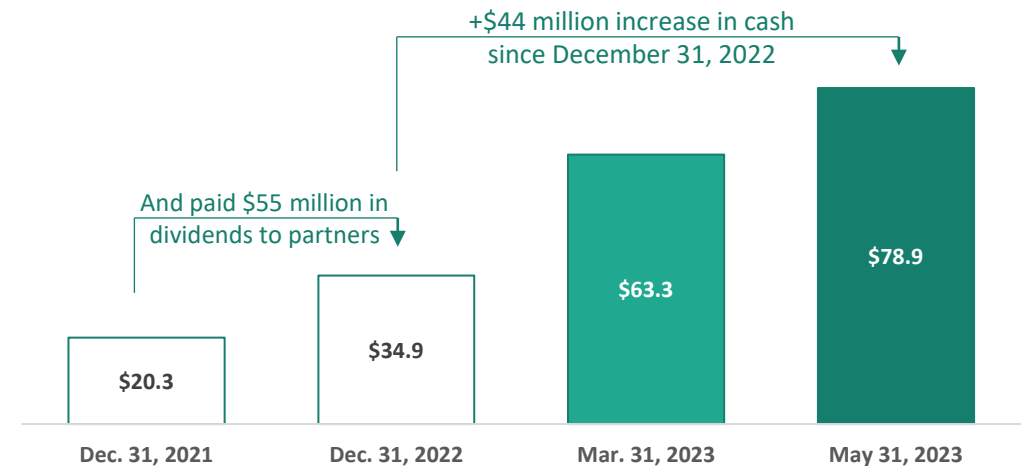 +$44 million increase in cash
since December 31, 2022
And paid $55 million in
dividends to partners
$20.3
$34.9
$63.3
$78.9
Dec. 31, 2021
Dec. 31, 2022
Mar. 31, 2023
May 31, 2023